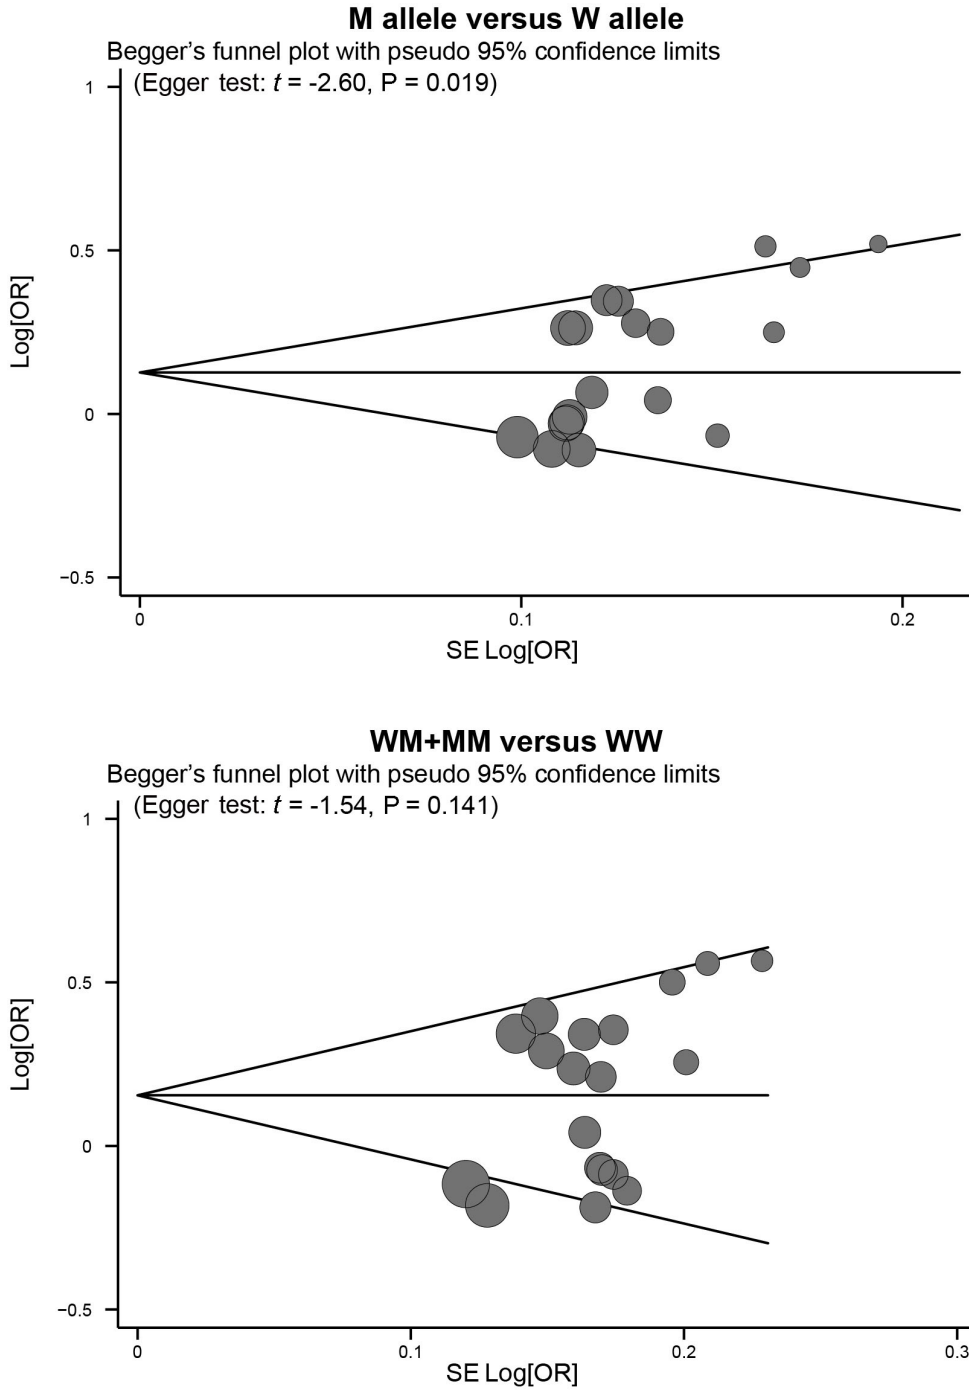 M allele versus W allele
Begger's funnel plot with pseudo 95% confidence limits
(Egger test: t = -2.60, P = 0.019)
1
0.5
Log[OR]
0
−0.5
0
0.1
0.2
SE Log[OR]
WM+MM versus WW
Begger's funnel plot with pseudo 95% confidence limits
(Egger test: t = -1.54, P = 0.141)
1
0.5
Log[OR]
0
−0.5
0
0.1
0.2
0.3
SE Log[OR]